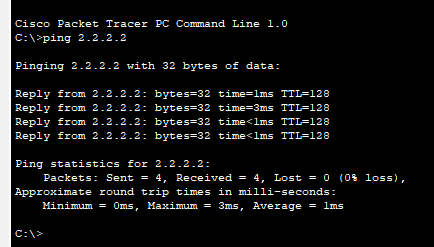 Cisco Packet Tracer PC Command Line 1.0
C:\>ping 2.2.2.2
Pinging 2.2.2.2 with 32 bytes of data:
Reply from 2.2.2.2: bytes=32 time=1ms TTL=128
Reply from 2.2.2.2: bytes=32 time=3ms TTL=128
Reply from 2.2.2.2: bytes=32 time<1ms TTL=128
Reply from 2.2.2.2: bytes=32 time<1ms TTL=128
Ping statistics for 2.2.2.2:
Packets: Sent = 4, Received = 4, Lost = 0 (0% loss),
Approximate round trip times in milli-seconds:
Minimum = 0ms, Maximum = 3ms, Average = 1ms
C:\>